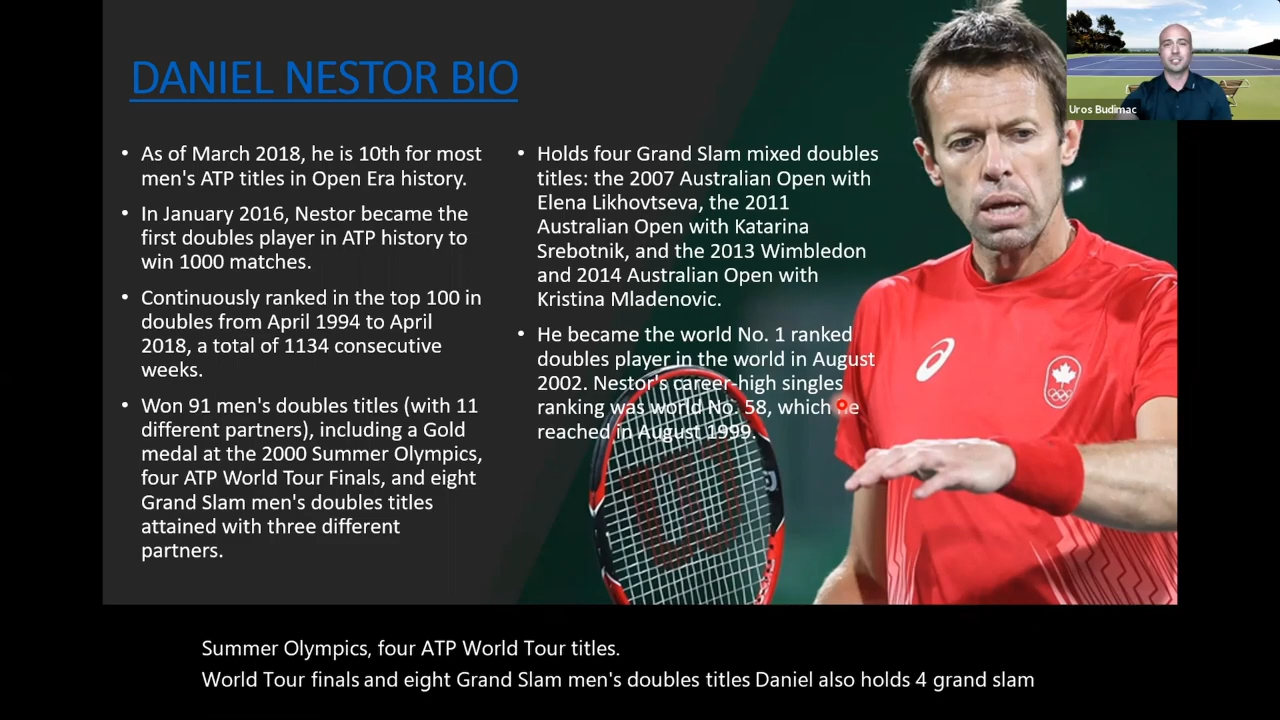 DANIEL NESTOR BIO
• As of March 2018, he is 10th for most
men's ATP titles in Open Era history.
• In January 2016, Nestor became the
first doubles player in ATP history to
win 1000 matches.
• Continuously ranked in the top 100 in
doubles from April 1994 to April
2018, a total of 1134 consecutive
weeks.
• Won 91 men's doubles titles (with 11
different partners), including a Gold
medal at the 2000 Summer Olympics,
four ATP World Tour Finals, and eight
Grand Slam men's doubles titles
attained with three different
partners.
• Holds four Grand Slam mixed doubles
titles: the 2007 Australian Open with
Elena Likhovtseva, the 2011
Australian Open with Katarina
Srebotnik, and the 2013 Wimbledon
and 2014 Australian Open with
Kristina Mladenovic.
• He became the world No. 1 ranked
doubles player in the world in August
2002. Nestor's career-high singles
ranking was world No. 58, which he
reached in August 1999.
Uros Budimac
Summer Olympics, four ATP World Tour titles.
World Tour finals and eight Grand Slam men's doubles titles Daniel also holds 4 grand slam